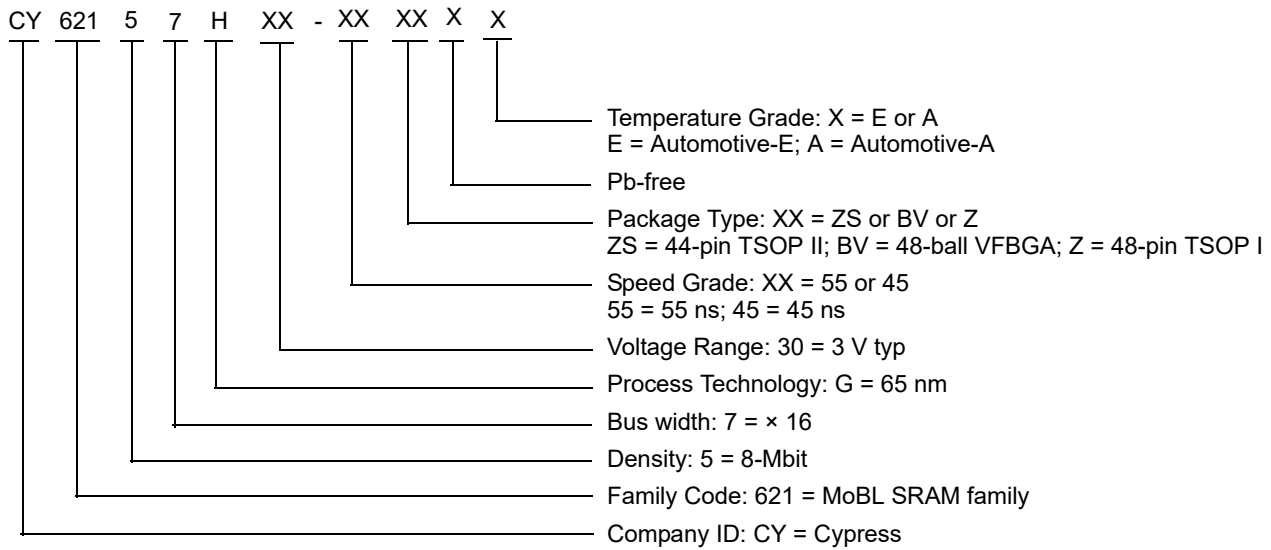 CY 621 5 7 H XX - XX XX X X
Temperature Grade: X = E or A
E = Automotive-E; A = Automotive-A
Pb-free
Package Type: XX = ZS or BV or Z
ZS = 44-pin TSOP II; BV = 48-ball VFBGA; Z = 48-pin TSOP I
Speed Grade: XX = 55 or 45
55 = 55 ns; 45 = 45 ns
Voltage Range: 30 = 3 V typ
Process Technology: G = 65 nm
Bus width: 7 = × 16
Density: 5 = 8-Mbit
Family Code: 621 = MoBL SRAM family
Company ID: CY = Cypress